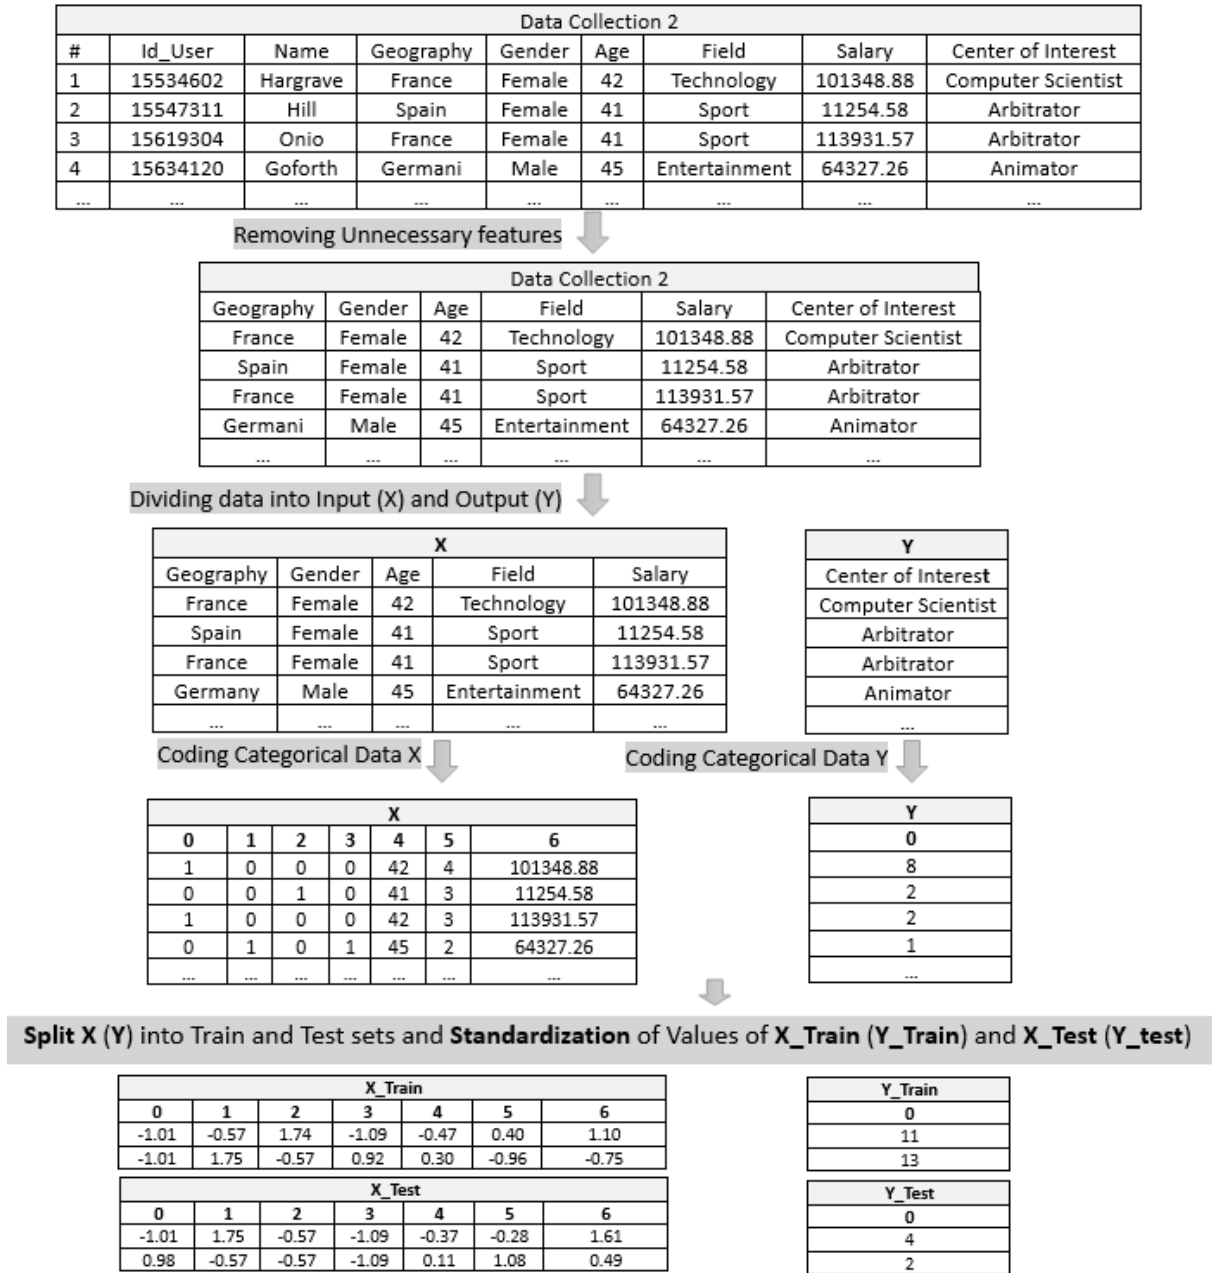 Data Collection 2
# Id_User Name Geography Gender Age Field Salary Center of Interest
1 15534602 Hargrave France Female 42 Technology 101348.88 Computer Scientist
2 15547311 Hill Spain Female 41 Sport 11254.58 Arbitrator
3 15619304 Onio France Female 41 Sport 113931.57 Arbitrator
4 15634120 Goforth Germani Male 45 Entertainment 64327.26 Animator
... ... ... ... ... ... ... ... ...
Removing Unnecessary features
Data Collection 2
Geography Gender Age Field Salary Center of Interest
France Female 42 Technology 101348.88 Computer Scientist
Spain Female 41 Sport 11254.58 Arbitrator
France Female 41 Sport 113931.57 Arbitrator
Germani Male 45 Entertainment 64327.26 Animator
... ... ... ... ... ...
Dividing data into Input (X) and Output (Y)
X
Geography Gender Age Field Salary
France Female 42 Technology 101348.88
Spain Female 41 Sport 11254.58
France Female 41 Sport 113931.57
Germany Male 45 Entertainment 64327.26
... ... ... ... ...
Y
Center of Interest
Computer Scientist
Arbitrator
Arbitrator
Animator
...
Coding Categorical Data X
Coding Categorical Data Y
X
0 1 2 3 4 5 6
1 0 0 0 42 4 101348.88
0 0 1 0 41 3 11254.58
1 0 0 0 42 3 113931.57
0 1 0 1 45 2 64327.26
... ... ... ... ... ... ...
Y
0
8
2
2
1
...
Split X (Y) into Train and Test sets and Standardization of Values of X_Train (Y_Train) and X_Test (Y_test)
X_Train
0 1 2 3 4 5 6
-1.01 -0.57 1.74 -1.09 -0.47 0.40 1.10
-1.01 1.75 -0.57 0.92 0.30 -0.96 -0.75
X_Test
0 1 2 3 4 5 6
-1.01 1.75 -0.57 -1.09 -0.37 -0.28 1.61
0.98 -0.57 -0.57 -1.09 0.11 1.08 0.49
Y_Train
0
11
13
Y_Test
0
4
2